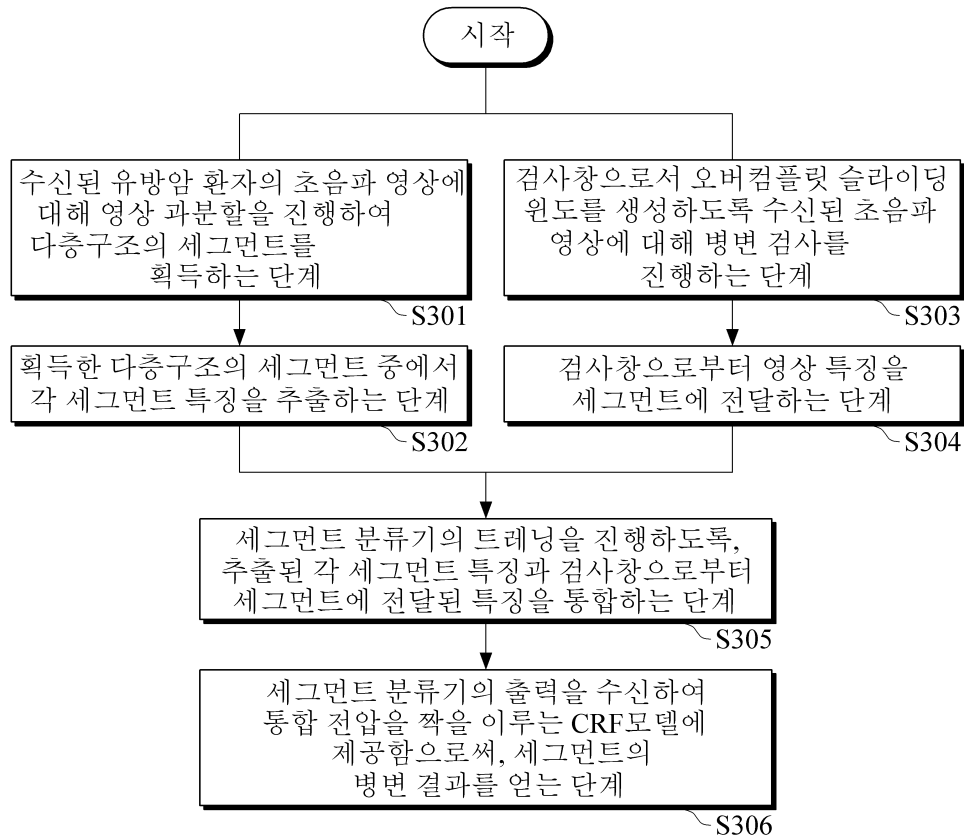 시작
수신된 유방암 환자의 초음파 영상에
대해 영상 과분할을 진행하여
다층구조의 세그먼트를
획득하는 단계
S301
획득한 다층구조의 세그먼트 중에서
각 세그먼트 특징을 추출하는 단계
S302
검사창으로서 오버컴플릿 슬라이딩
윈도를 생성하도록 수신된 초음파
영상에 대해 병변 검사를
진행하는 단계
S303
검사창으로부터 영상 특징을
세그먼트에 전달하는 단계
S304
세그먼트 분류기의 트레닝을 진행하도록,
추출된 각 세그먼트 특징과 검사창으로부터
세그먼트에 전달된 특징을 통합하는 단계
S305
세그먼트 분류기의 출력을 수신하여
통합 전압을 짝을 이루는 CRF모델에
제공함으로써, 세그먼트의
병변 결과를 얻는 단계
S306